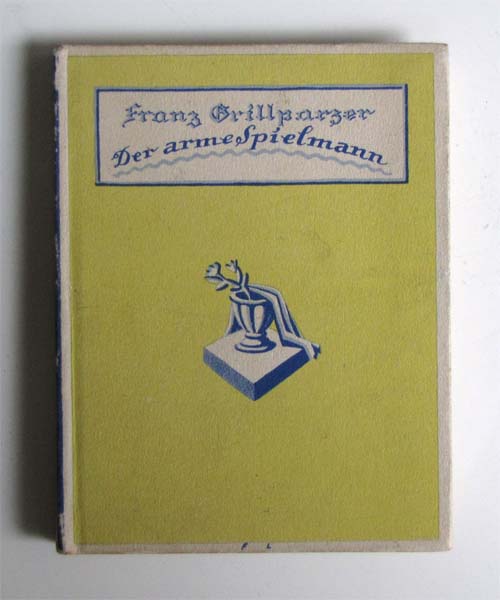 Franz Grillparzer
Der arme Spielmann
F L